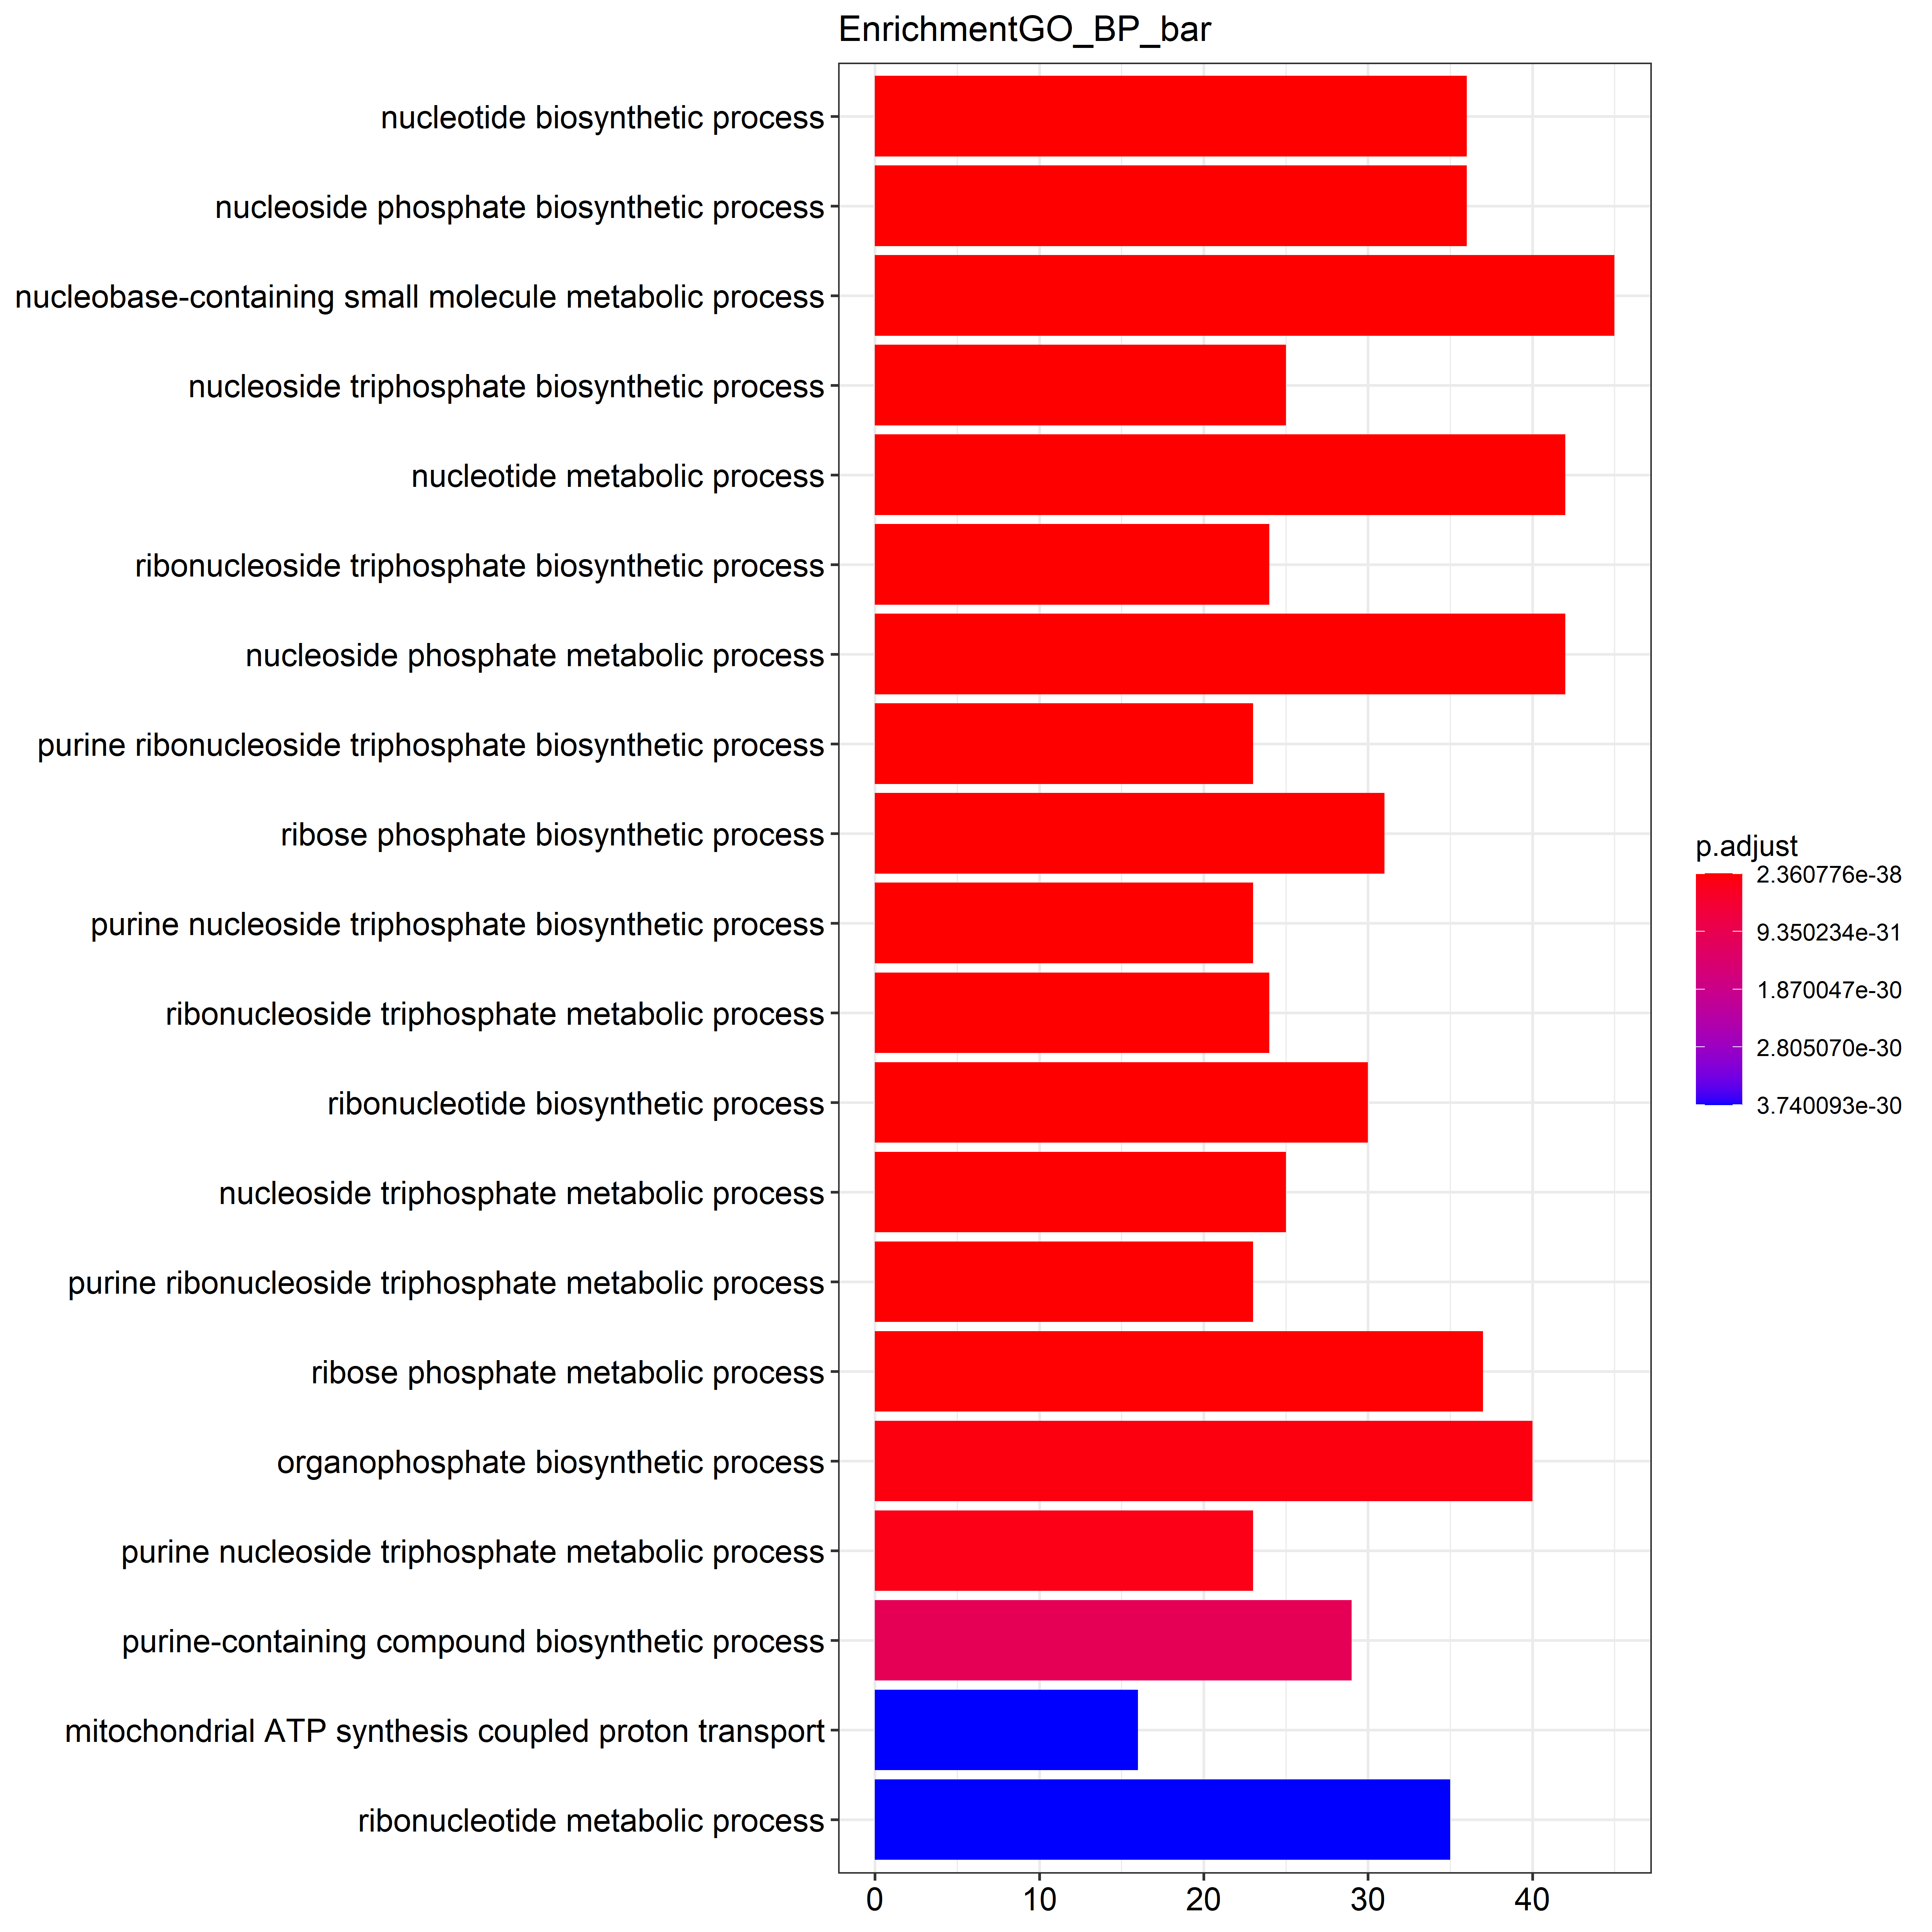 EnrichmentGO_BP_bar
nucleotide biosynthetic process
nucleoside phosphate biosynthetic process
nucleobase-containing small molecule metabolic process
nucleoside triphosphate biosynthetic process
nucleotide metabolic process
ribonucleoside triphosphate biosynthetic process
nucleoside phosphate metabolic process
purine ribonucleoside triphosphate biosynthetic process
ribose phosphate biosynthetic process
purine nucleoside triphosphate biosynthetic process
ribonucleoside triphosphate metabolic process
ribonucleotide biosynthetic process
nucleoside triphosphate metabolic process
purine ribonucleoside triphosphate metabolic process
ribose phosphate metabolic process
organophosphate biosynthetic process
purine nucleoside triphosphate metabolic process
purine-containing compound biosynthetic process
mitochondrial ATP synthesis coupled proton transport
ribonucleotide metabolic process
0 10 20 30 40
p.adjust
2.360776e-38
9.350234e-31
1.870047e-30
2.805070e-30
3.740093e-30